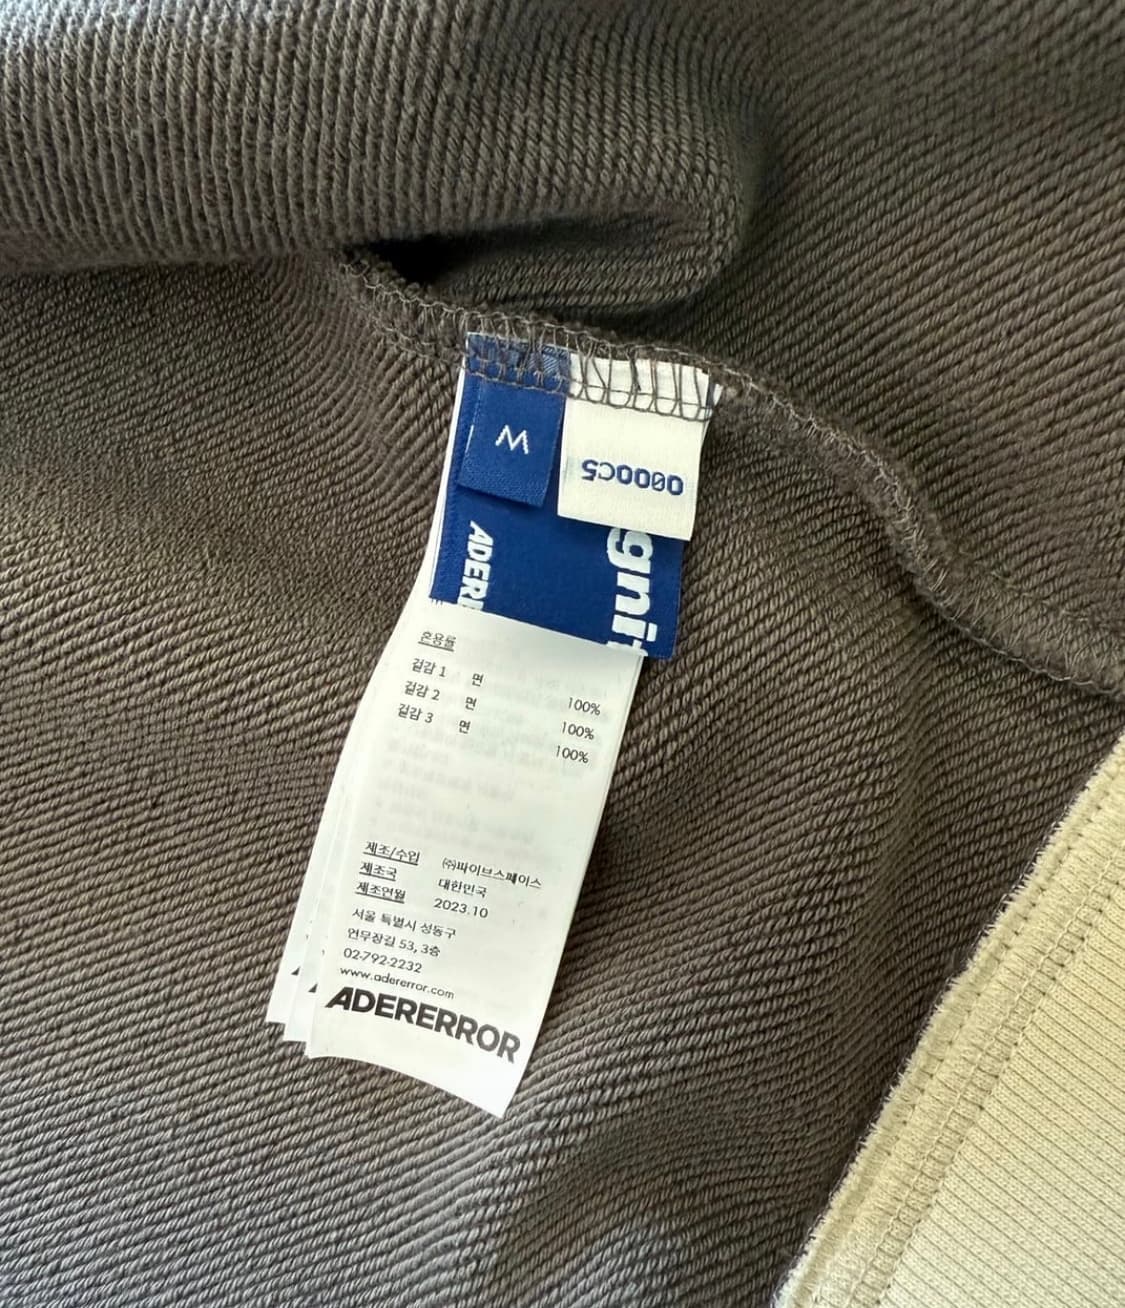 W
0000C5
ADERE
gnit
혼용률
겉감 1 면 100%
겉감 2 면 100%
겉감 3 면 100%
제조/수입 ㈜파이브스페이스
제조국 대한민국
제조연월 2023.10
서울 특별시 성동구
연무장길 53, 3층
02-792-2232
www.adererror.com
ADERERROR